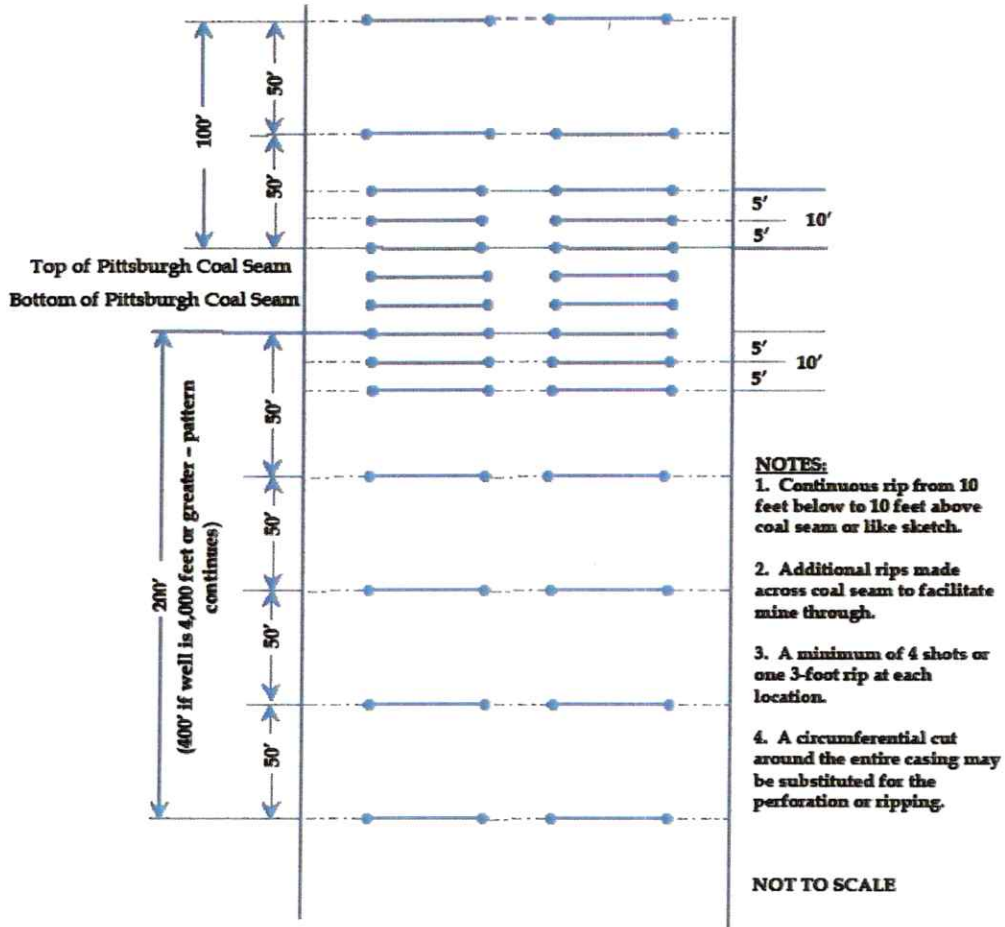 50'
100'
50'
5'
10'
5'
Top of Pittsburgh Coal Seam
Bottom of Pittsburgh Coal Seam
5'
10'
5'
50'
200'
(400' if well is 4,000 feet or greater – pattern
continues)
50'
50'
50'
NOTES:
1. Continuous rip from 10
feet below to 10 feet above
coal seam or like sketch.
2. Additional rips made
across coal seam to facilitate
mine through.
3. A minimum of 4 shots or
one 3-foot rip at each
location.
4. A circumferential cut
around the entire casing may
be substituted for the
perforation or ripping.
NOT TO SCALE